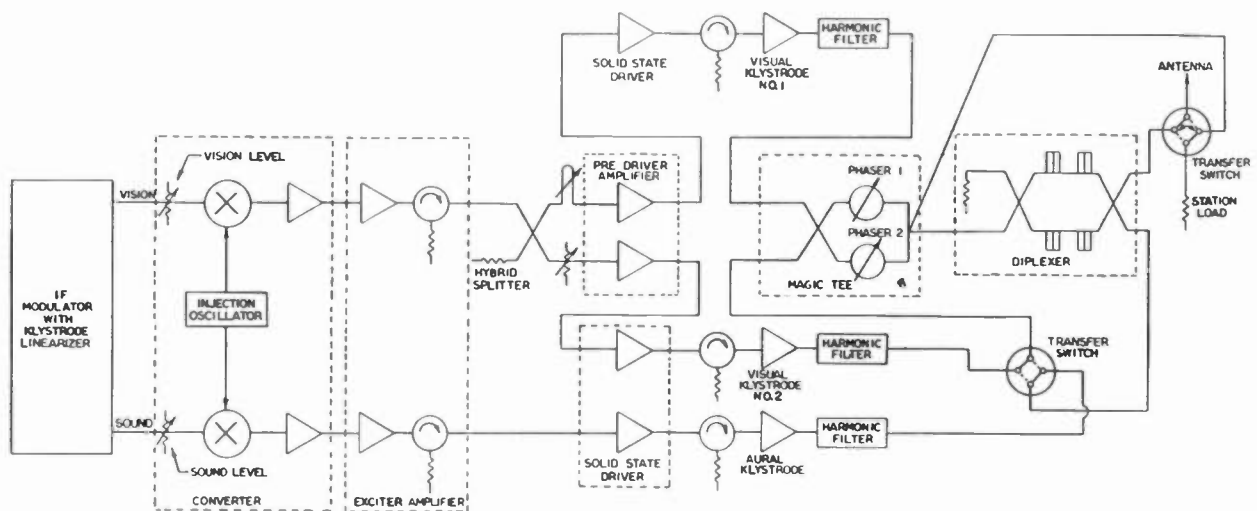 HARMONIC
FILTER
SOLID STATE
DRIVER
VISUAL
KLYSTRODE
NO.1
ANTENNA
VISION LEVEL
PRE DRIVER
AMPLIFIER
PHASER 1
TRANSFER
SWITCH
VISION
STATION
LOAD
PHASER 2
HYBRID
SPLITTER
MAGIC TEE
DIPLEXER
IF
MODULATOR
WITH
KLYSTRODE
LINEARIZER
INJECTION
OSCILLATOR
TRANSFER
SWITCH
HARMONIC
FILTER
VISUAL
KLYSTRODE
NO.2
SOUND
HARMONIC
FILTER
SOUND LEVEL
SOLID STATE
DRIVER
AURAL
KLYSTRODE
CONVERTER
EXCITER AMPLIFIER